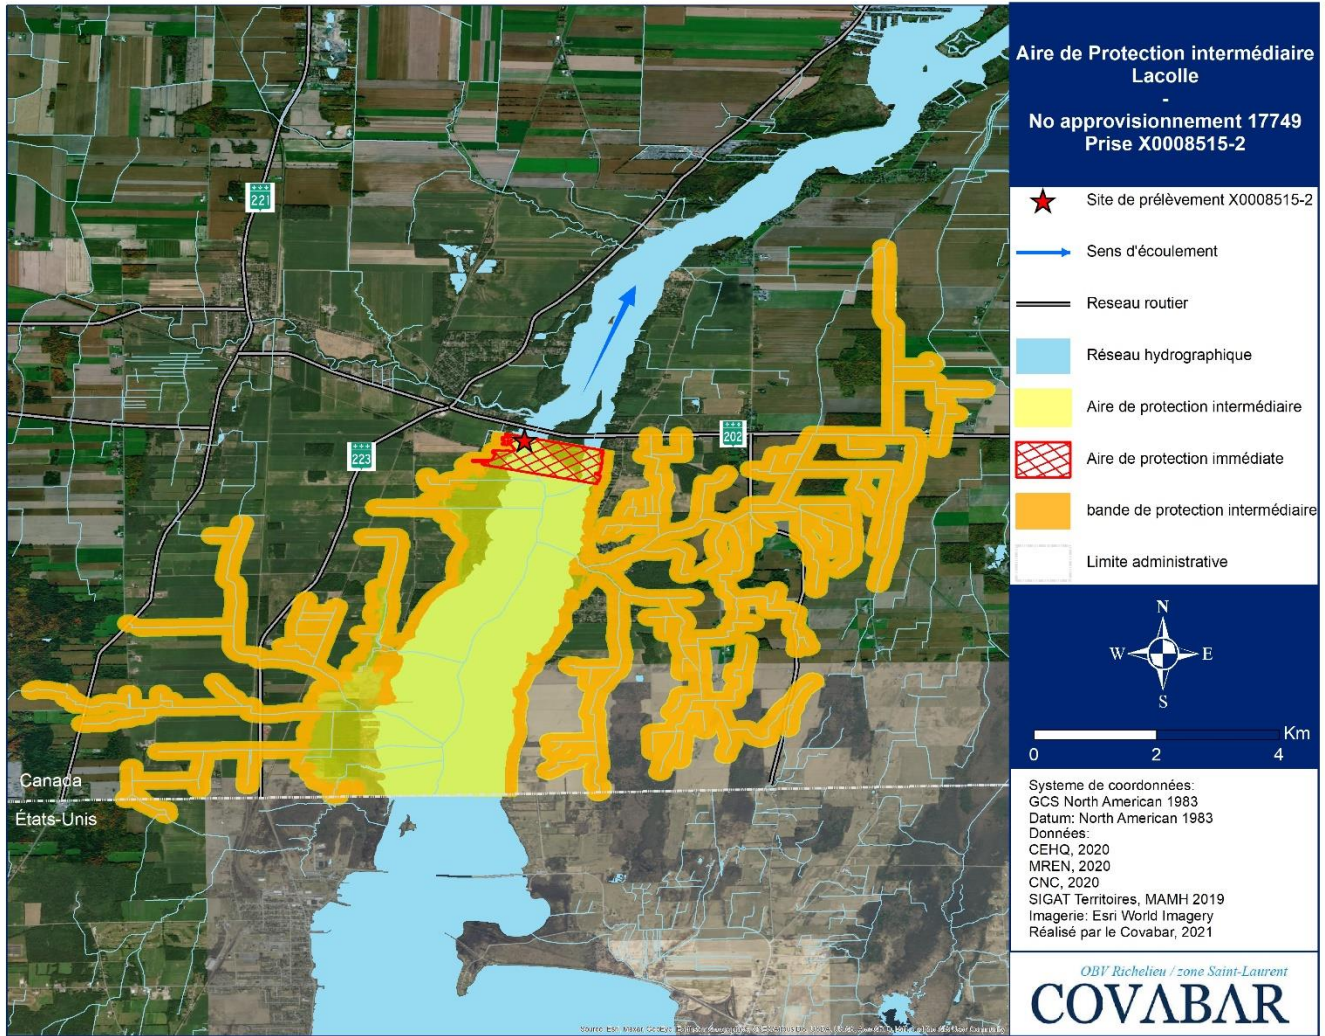 Aire de Protection intermédiaire
Lacolle
-
No approvisionnement 17749
Prise X0008515-2
Site de prélèvement X0008515-2
Sens d'écoulement
Reseau routier
Réseau hydrographique
Aire de protection intermédiaire
Aire de protection immédiate
bande de protection intermédiaire
Limite administrative
N
W E
S
Km
0 2 4
Systeme de coordonnées:
GCS North American 1983
Datum: North American 1983
Données:
CEHQ, 2020
MREN, 2020
CNC, 2020
SIGAT Territoires, MAMH 2019
Imagerie: Esri World Imagery
Réalisé par le Covabar, 2021
OBV Richelieu / zone Saint-Laurent
COVABAR
221
223
202
Canada
États-Unis